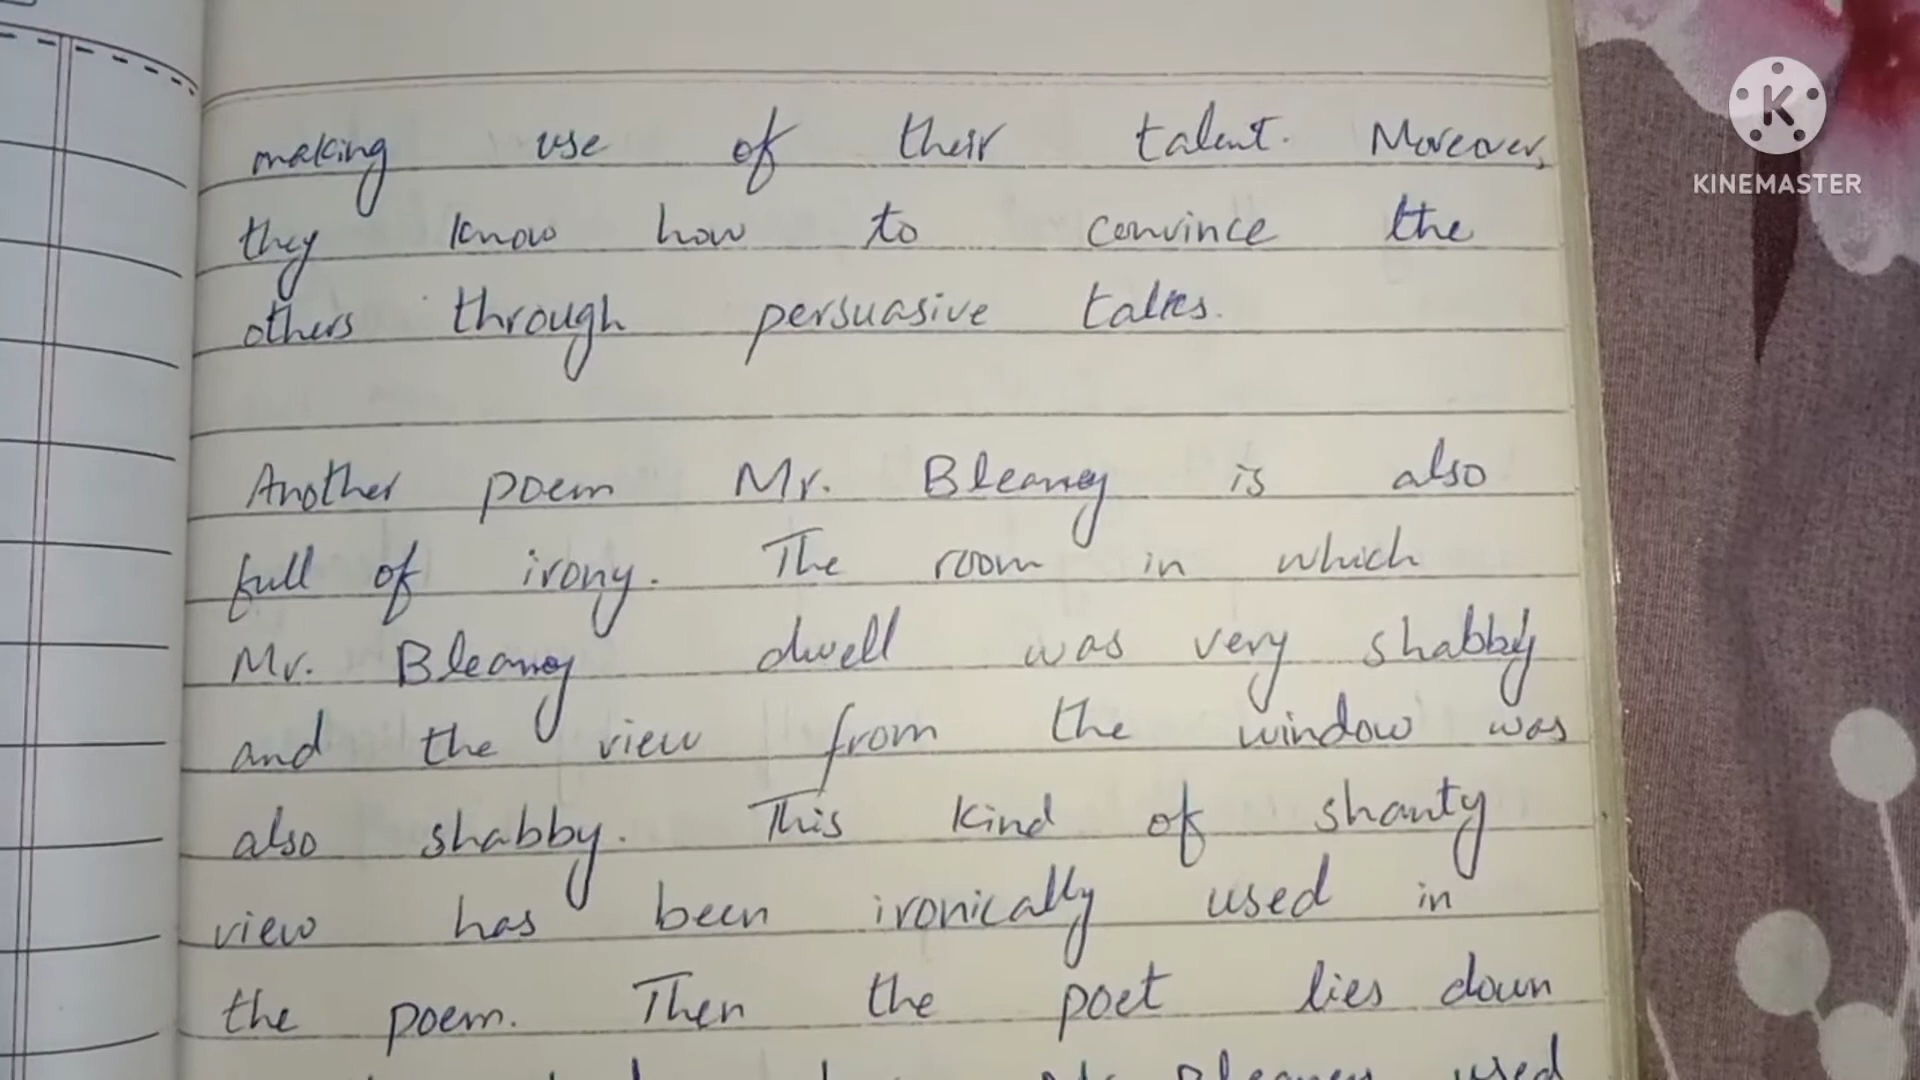 making use of their talent. Moreover,
they know how to convince the
others through persuasive talks.
Another poem Mr. Bleaney is also
full of irony. The room in which
Mr. Bleaney dwell was very shabby
and the view from the window was
also shabby. This kind of shanty
view has been ironically used in
the poem. Then the poet lies down
Bleaney used
K
KINEMASTER